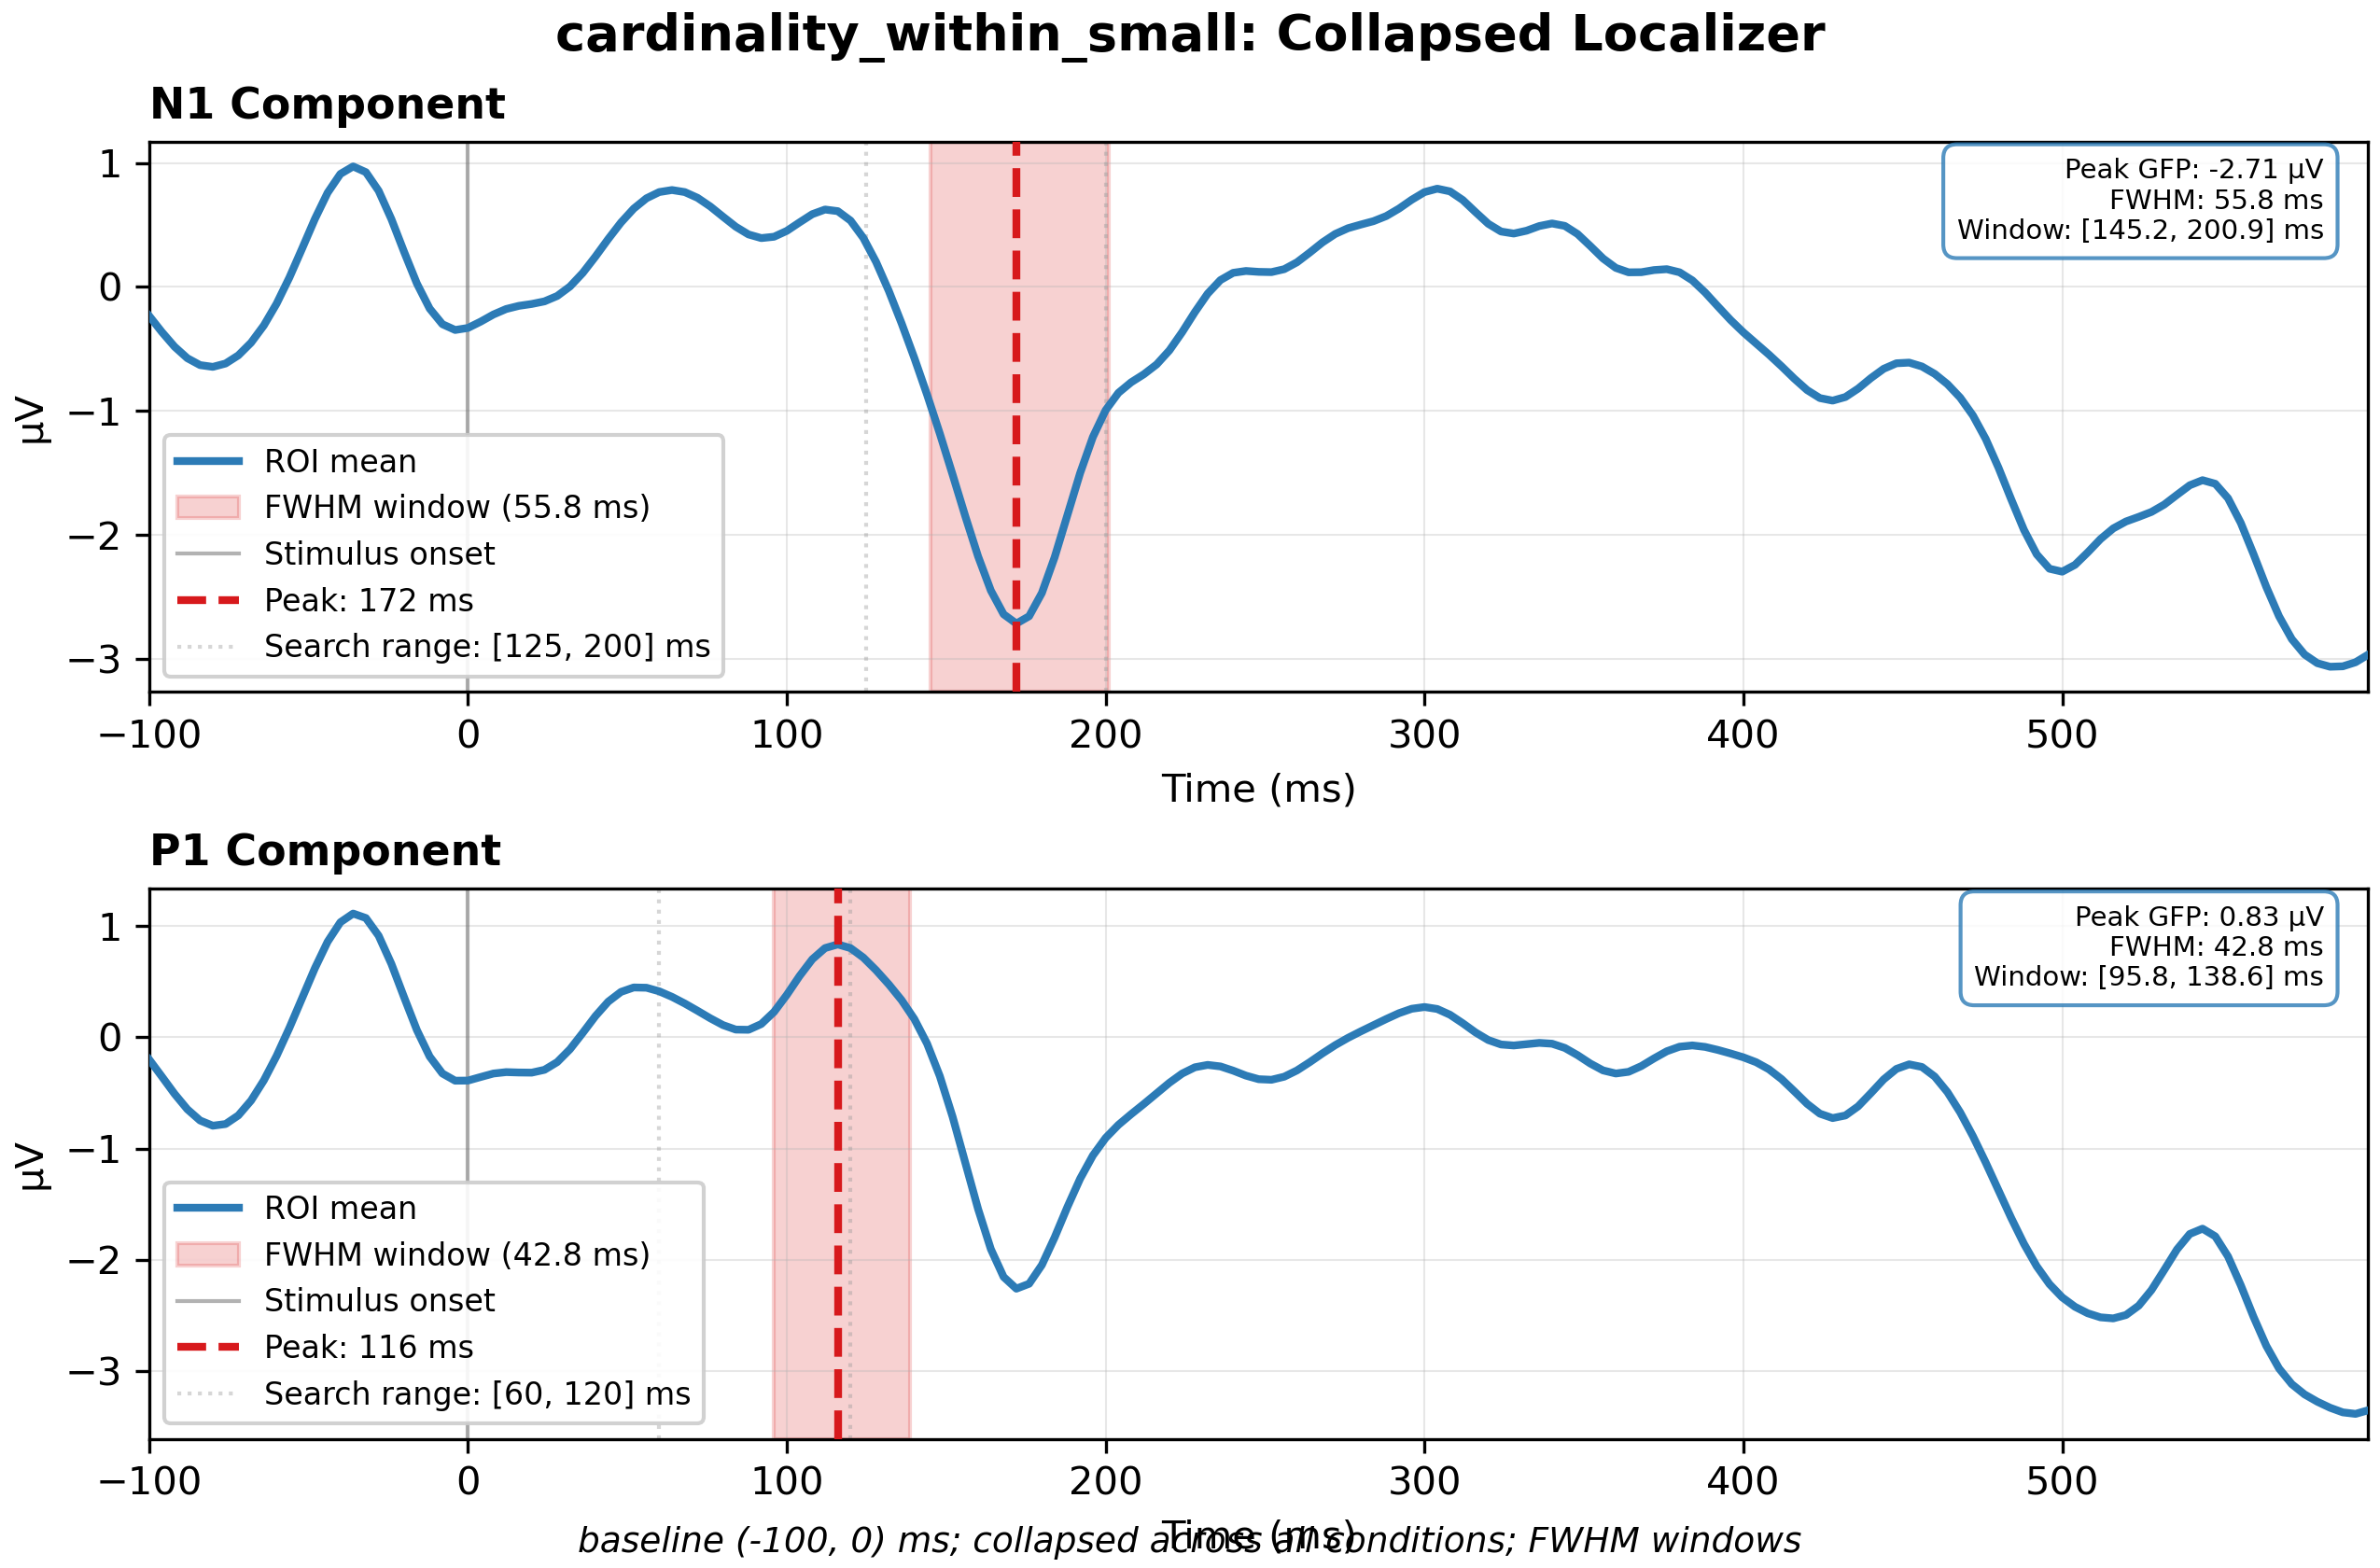 cardinality_within_small: Collapsed Localizer
N1 Component
Peak GFP: -2.71 µV
FWHM: 55.8 ms
Window: [145.2, 200.9] ms
1
0
−1
−2
−3
µV
ROI mean
FWHM window (55.8 ms)
Stimulus onset
Peak: 172 ms
Search range: [125, 200] ms
−100 0 100 200 300 400 500
Time (ms)
P1 Component
Peak GFP: 0.83 µV
FWHM: 42.8 ms
Window: [95.8, 138.6] ms
1
0
−1
−2
−3
µV
ROI mean
FWHM window (42.8 ms)
Stimulus onset
Peak: 116 ms
Search range: [60, 120] ms
−100 0 100 200 300 400 500
Time (ms)
baseline (-100, 0) ms; collapsed across all conditions; FWHM windows